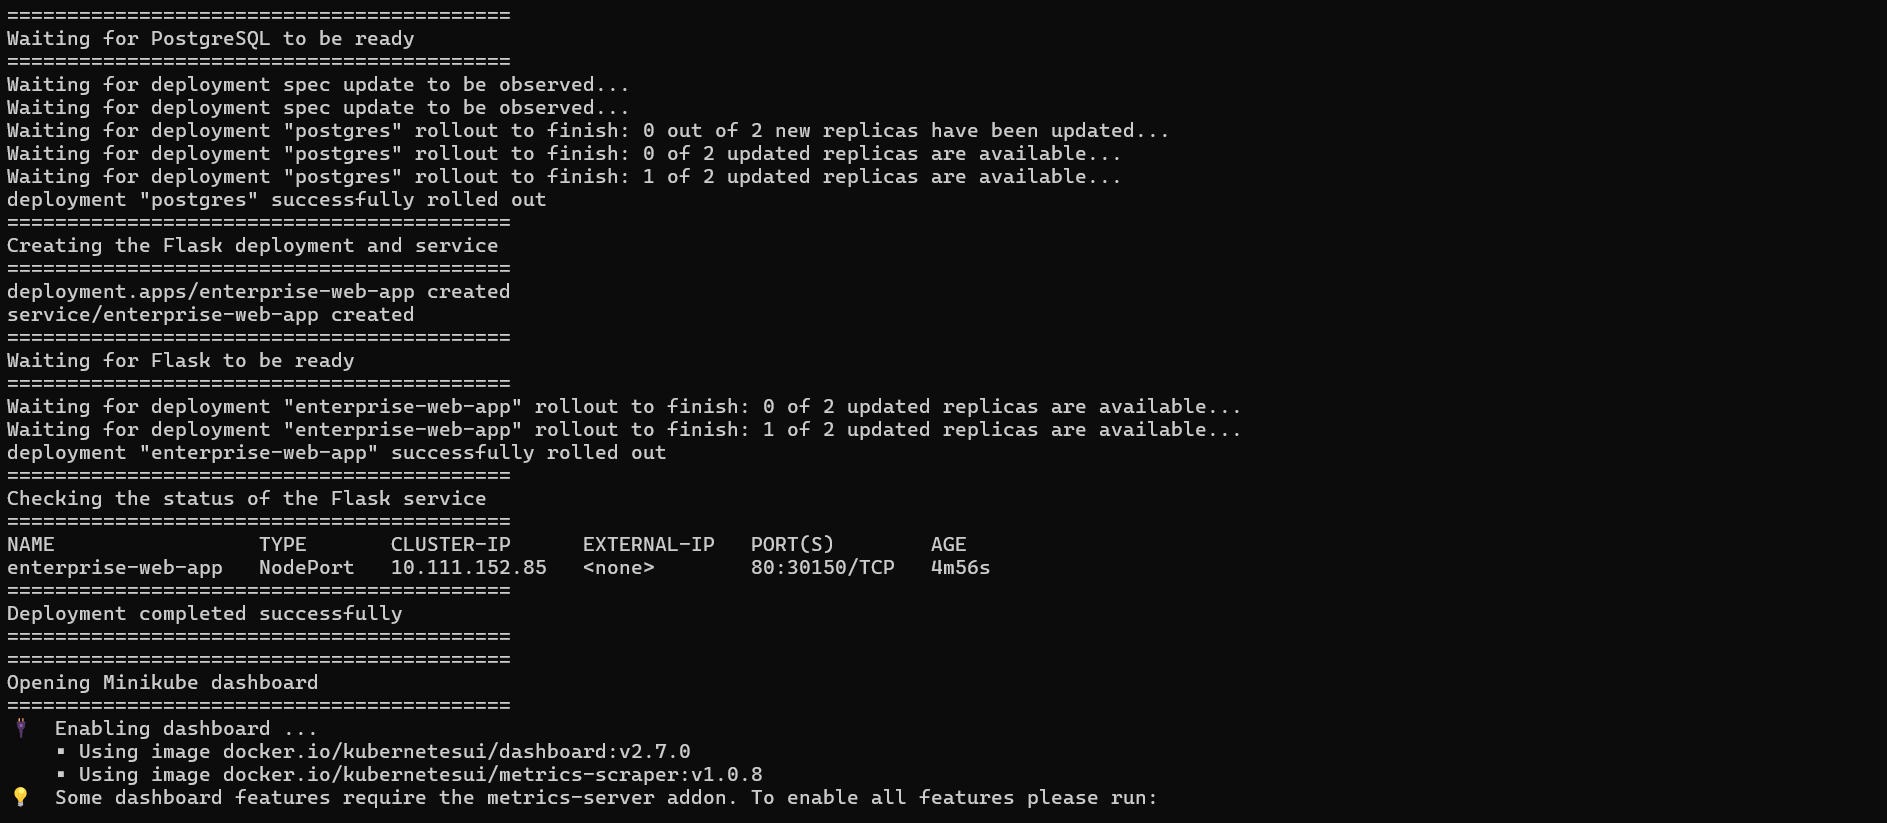 ==========================================
Waiting for PostgreSQL to be ready
==========================================
Waiting for deployment spec update to be observed...
Waiting for deployment spec update to be observed...
Waiting for deployment "postgres" rollout to finish: 0 out of 2 new replicas have been updated...
Waiting for deployment "postgres" rollout to finish: 0 of 2 updated replicas are available...
Waiting for deployment "postgres" rollout to finish: 1 of 2 updated replicas are available...
deployment "postgres" successfully rolled out
==========================================
Creating the Flask deployment and service
==========================================
deployment.apps/enterprise-web-app created
service/enterprise-web-app created
==========================================
Waiting for Flask to be ready
==========================================
Waiting for deployment "enterprise-web-app" rollout to finish: 0 of 2 updated replicas are available...
Waiting for deployment "enterprise-web-app" rollout to finish: 1 of 2 updated replicas are available...
deployment "enterprise-web-app" successfully rolled out
==========================================
Checking the status of the Flask service
==========================================
NAME                 TYPE       CLUSTER-IP      EXTERNAL-IP   PORT(S)        AGE
enterprise-web-app   NodePort   10.111.152.85   <none>        80:30150/TCP   4m56s
==========================================
Deployment completed successfully
==========================================
==========================================
Opening Minikube dashboard
==========================================
🔌  Enabling dashboard ...
    ▪ Using image docker.io/kubernetesui/dashboard:v2.7.0
    ▪ Using image docker.io/kubernetesui/metrics-scraper:v1.0.8
💡  Some dashboard features require the metrics-server addon. To enable all features please run: